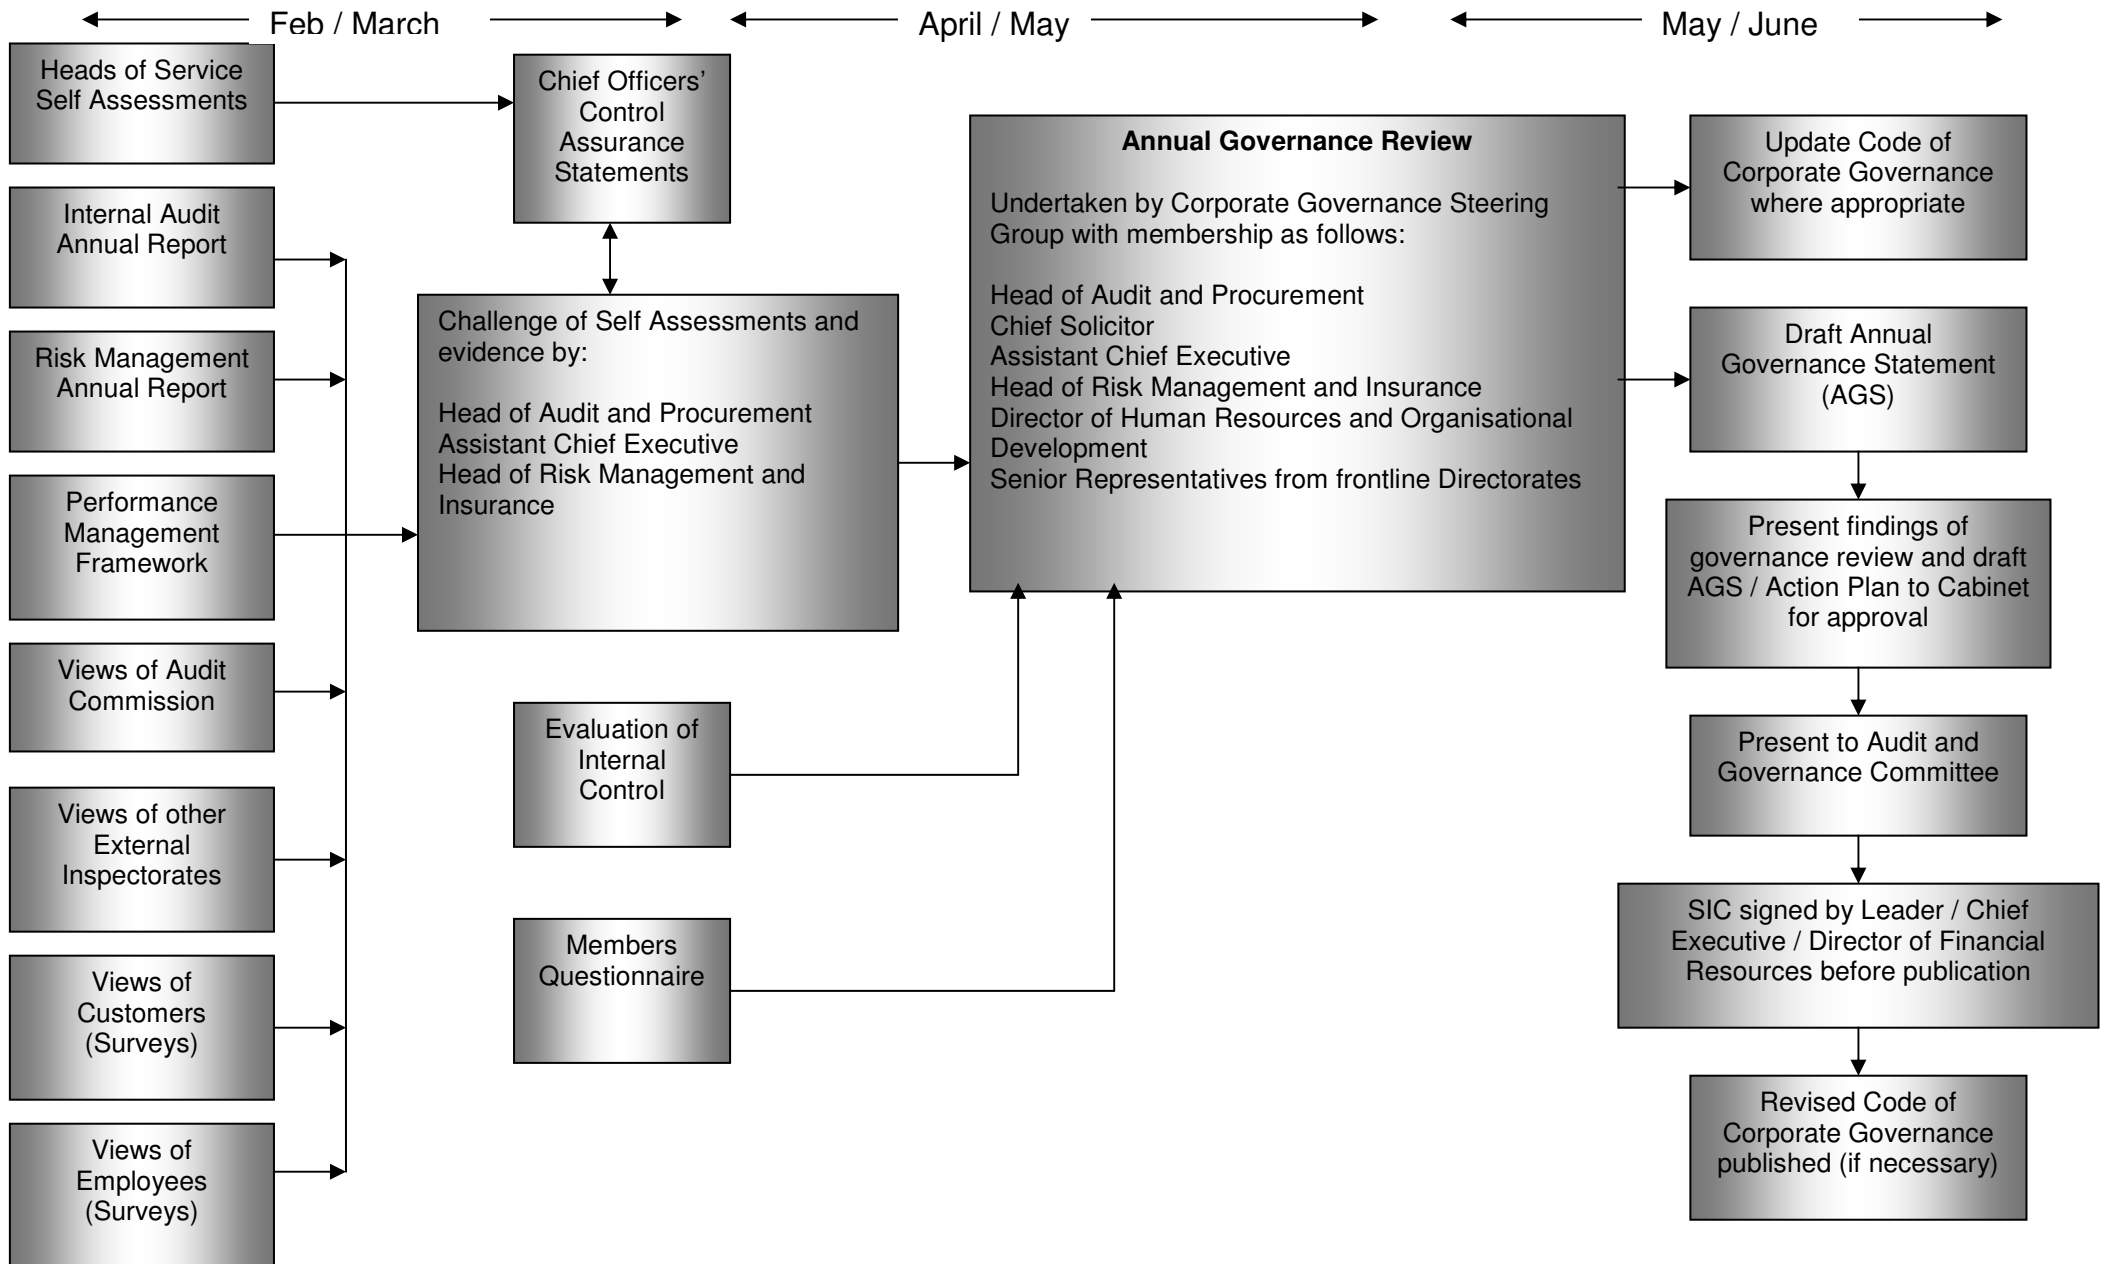 Feb / March
April / May
May / June
Heads of Service
Self Assessments
Internal Audit
Annual Report
Risk Management
Annual Report
Performance
Management
Framework
Views of Audit
Commission
Views of other
External
Inspectorates
Views of
Customers
(Surveys)
Views of
Employees
(Surveys)
Chief Officers’
Control
Assurance
Statements
Challenge of Self Assessments and
evidence by:
Head of Audit and Procurement
Assistant Chief Executive
Head of Risk Management and
Insurance
Evaluation of
Internal
Control
Members
Questionnaire
Annual Governance Review
Undertaken by Corporate Governance Steering
Group with membership as follows:
Head of Audit and Procurement
Chief Solicitor
Assistant Chief Executive
Head of Risk Management and Insurance
Director of Human Resources and Organisational
Development
Senior Representatives from frontline Directorates
Update Code of
Corporate Governance
where appropriate
Draft Annual
Governance Statement
(AGS)
Present findings of
governance review and draft
AGS / Action Plan to Cabinet
for approval
Present to Audit and
Governance Committee
SIC signed by Leader / Chief
Executive / Director of Financial
Resources before publication
Revised Code of
Corporate Governance
published (if necessary)